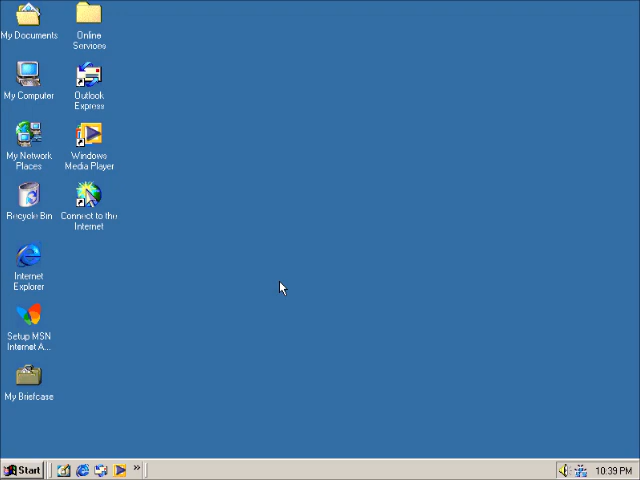 My Documents
Online
Services
My Computer
Outlook
Express
My Network
Places
Windows
Media Player
Recycle Bin
Connect to the
Internet
Internet
Explorer
Setup MSN
Internet A...
My Briefcase
Start
10:39 PM